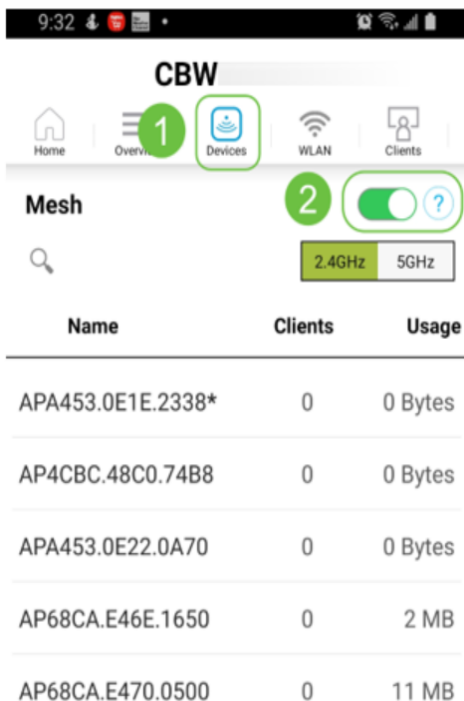 9:32
CBW
Home
1
Devices
WLAN
Clients
Mesh
2
?
2.4GHz 5GHz
Name Clients Usage
APA453.0E1E.2338* 0 0 Bytes
AP4CBC.48C0.74B8 0 0 Bytes
APA453.0E22.0A70 0 0 Bytes
AP68CA.E46E.1650 0 2 MB
AP68CA.E470.0500 0 11 MB